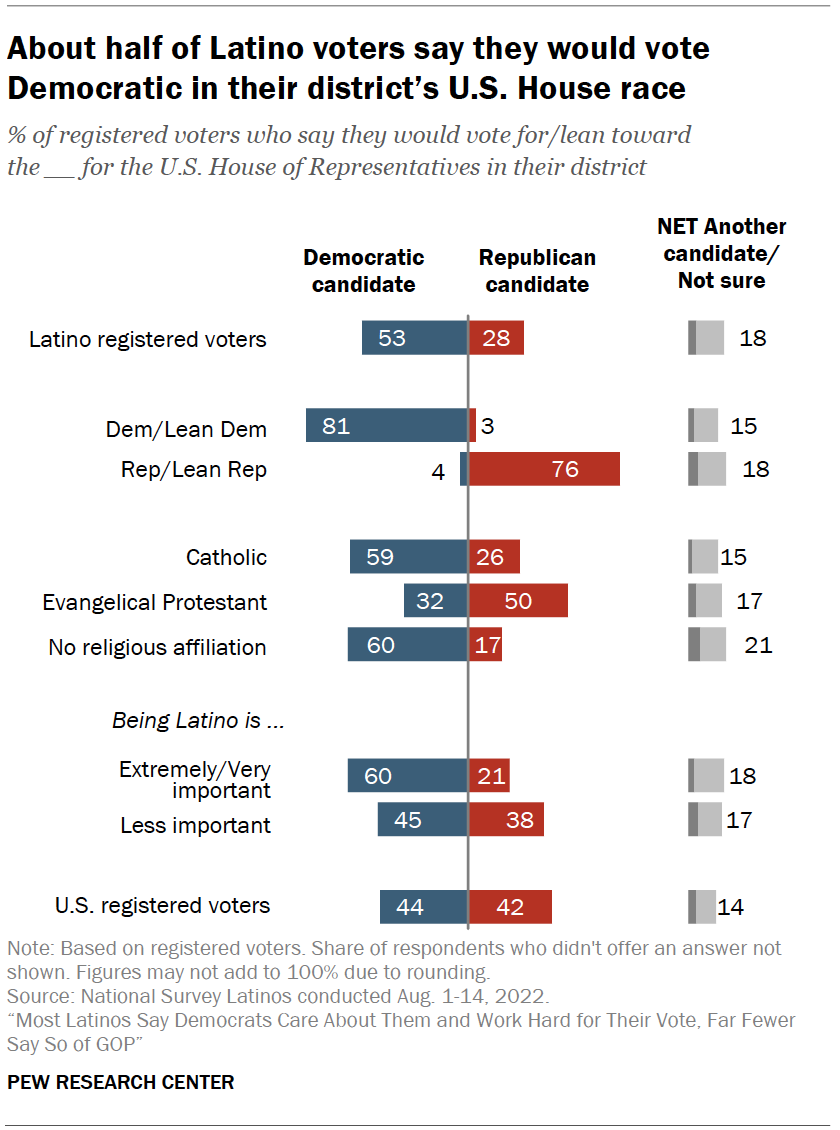 About half of Latino voters say they would vote
Democratic in their district's U.S. House race
% of registered voters who say they would vote for/lean toward
the __ for the U.S. House of Representatives in their district
Democratic
candidate
Republican
candidate
NET Another
candidate/
Not sure
Latino registered voters 53 28 18
Dem/Lean Dem 81 3 15
Rep/Lean Rep 4 76 18
Catholic 59 26 15
Evangelical Protestant 32 50 17
No religious affiliation 60 17 21
Being Latino is ...
Extremely/Very
important 60 21 18
Less important 45 38 17
U.S. registered voters 44 42 14
Note: Based on registered voters. Share of respondents who didn't offer an answer not
shown. Figures may not add to 100% due to rounding.
Source: National Survey Latinos conducted Aug. 1-14, 2022.
“Most Latinos Say Democrats Care About Them and Work Hard for Their Vote, Far Fewer
Say So of GOP”
PEW RESEARCH CENTER